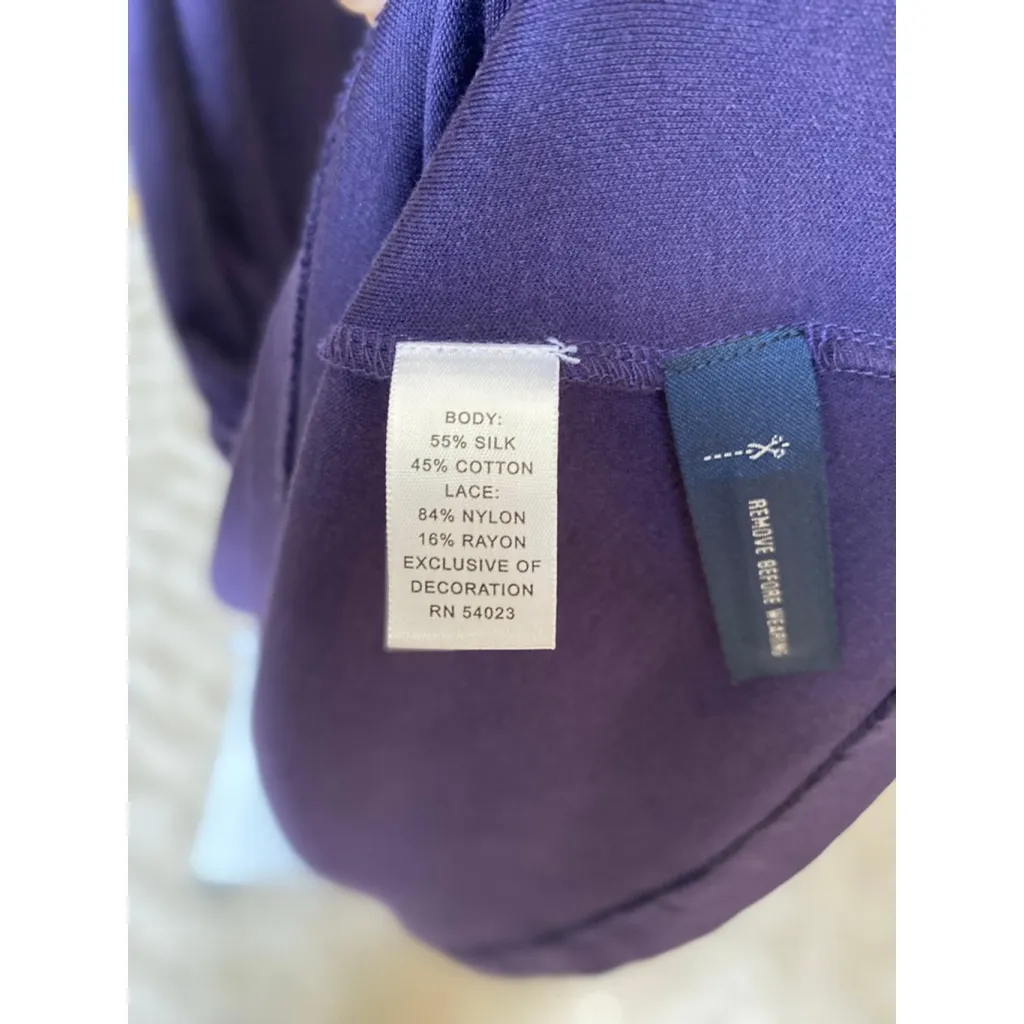 BODY:
55% SILK
45% COTTON
LACE:
84% NYLON
16% RAYON
EXCLUSIVE OF
DECORATION
RN 54023
REMOVE BEFORE WEARING